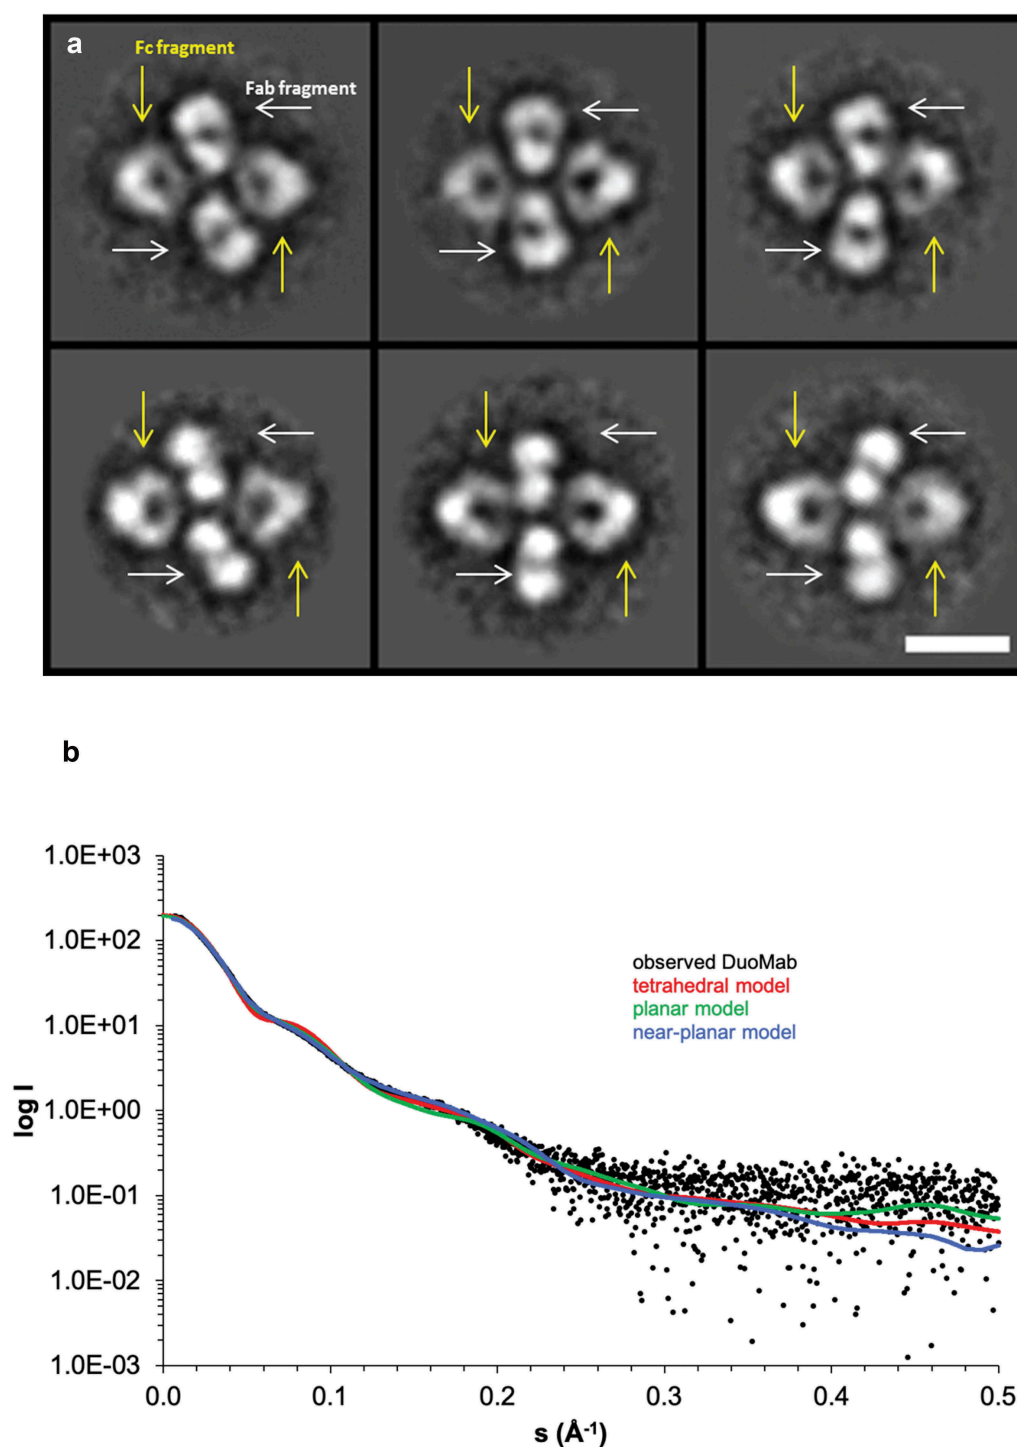 a
Fc fragment
Fab fragment
b
1.0E+03
1.0E+02
1.0E+01
1.0E+00
1.0E-01
1.0E-02
1.0E-03
log I
observed DuoMab
tetrahedral model
planar model
near-planar model
0.0 0.1 0.2 0.3 0.4 0.5
s (Å⁻¹)